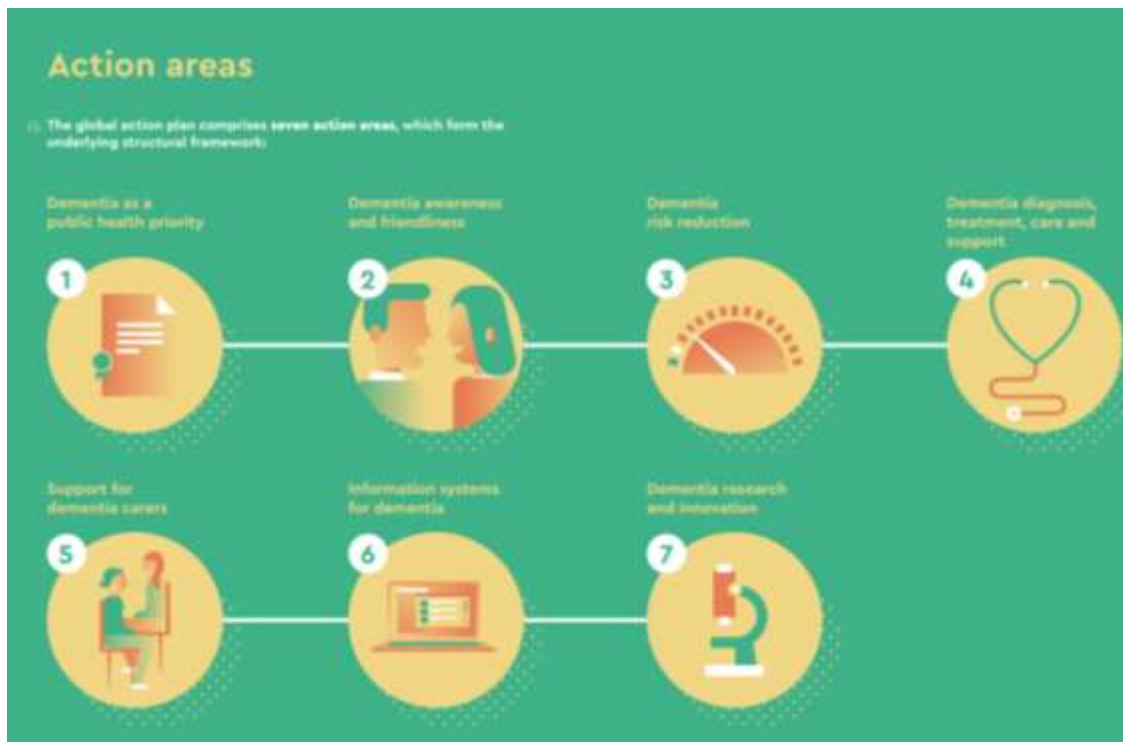 Action areas
The global action plan comprises seven action areas, which form the
underlying structural framework:
Dementia as a
public health priority
Dementia awareness
and friendliness
Dementia
risk reduction
Dementia diagnosis,
treatment, care and
support
1
2
3
4
Support for
dementia carers
Information systems
for dementia
Dementia research
and innovation
5
6
7